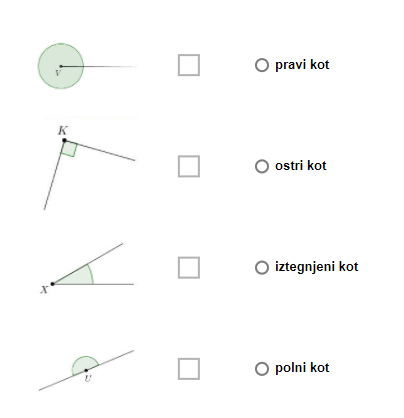 V
pravi kot
K
ostri kot
X
iztegnjeni kot
U
polni kot